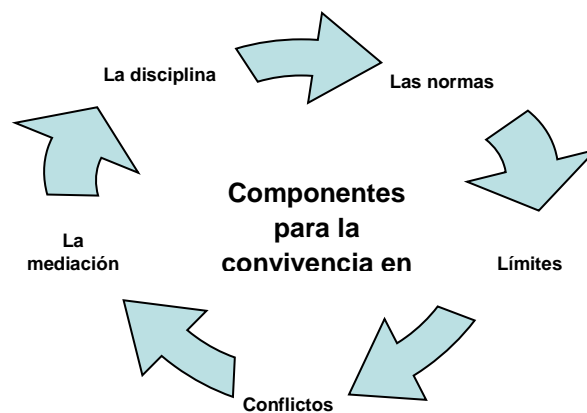 La disciplina
Las normas
Componentes
para la
convivencia en
La
mediación
Límites
Conflictos